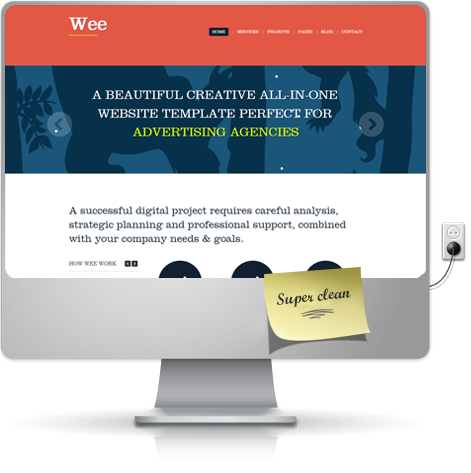 Wee
HOME | SERVICES | PROJECTS | PAGES | BLOG | CONTACT
A BEAUTIFUL CREATIVE ALL-IN-ONE
WEBSITE TEMPLATE PERFECT FOR
ADVERTISING AGENCIES
A successful digital project requires careful analysis,
strategic planning and professional support, combined
with your company needs & goals.
HOW WEE WORK
Super clean